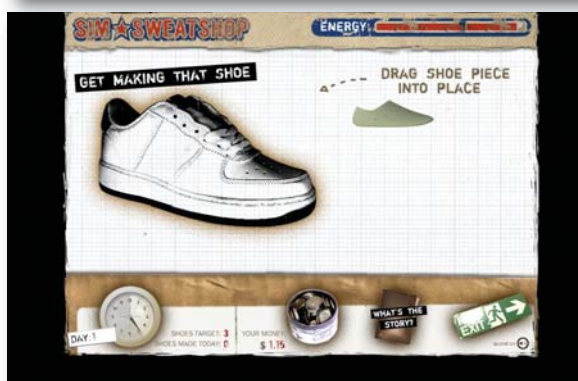 SIM★SWEATSHOP
ENERGY:
GET MAKING THAT SHOE
DRAG SHOE PIECE
INTO PLACE
DAY:1
SHOES TARGET: 3
SHOES MADE TODAY: 0
YOUR MONEY:
$ 1.15
WHAT'S THE
STORY?
EXIT